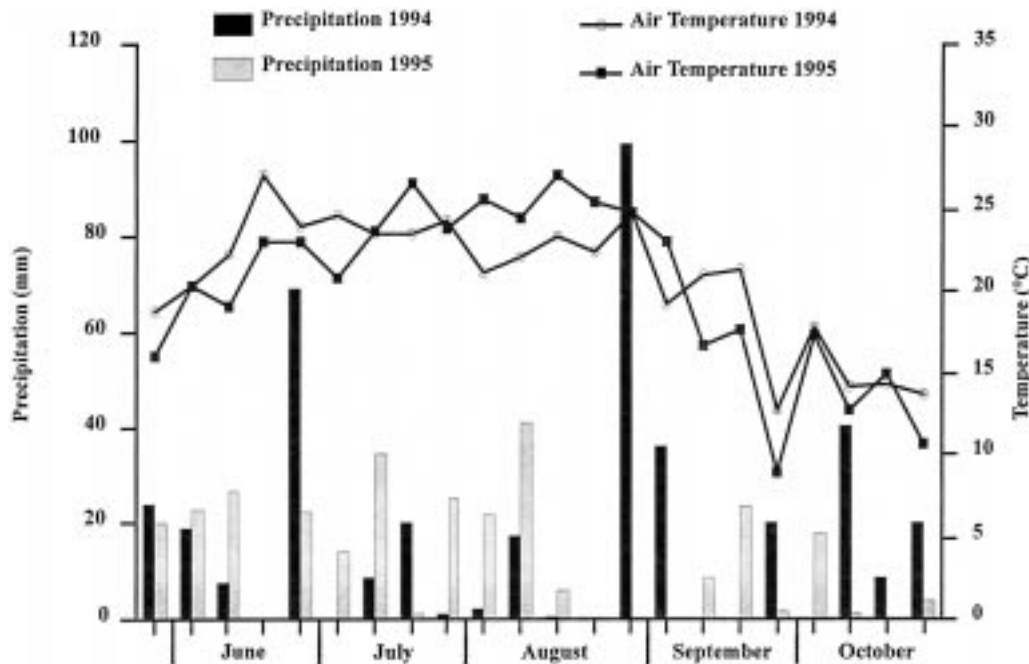 Precipitation 1994
Air Temperature 1994
Precipitation 1995
Air Temperature 1995
120
100
80
60
40
20
0
Precipitation (mm)
35
30
25
20
15
10
5
0
Temperature (°C)
June
July
August
September
October